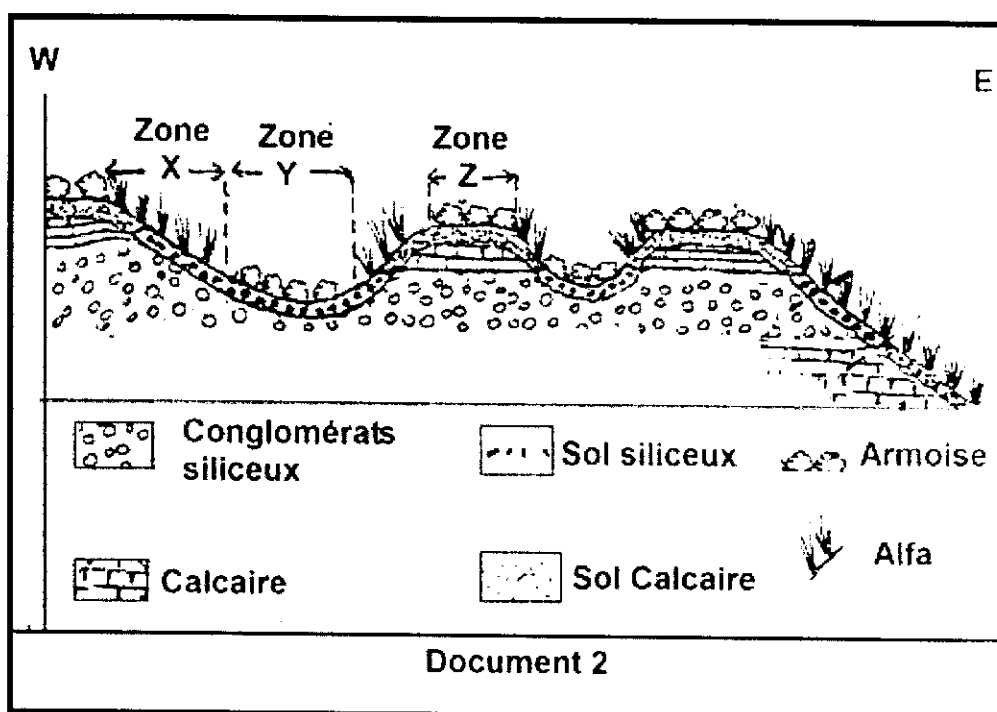 W
E
Zone
X
Zone
Y
Zone
Z
Conglomérats
siliceux
Sol siliceux
Armoise
Calcaire
Sol Calcaire
Alfa
Document 2